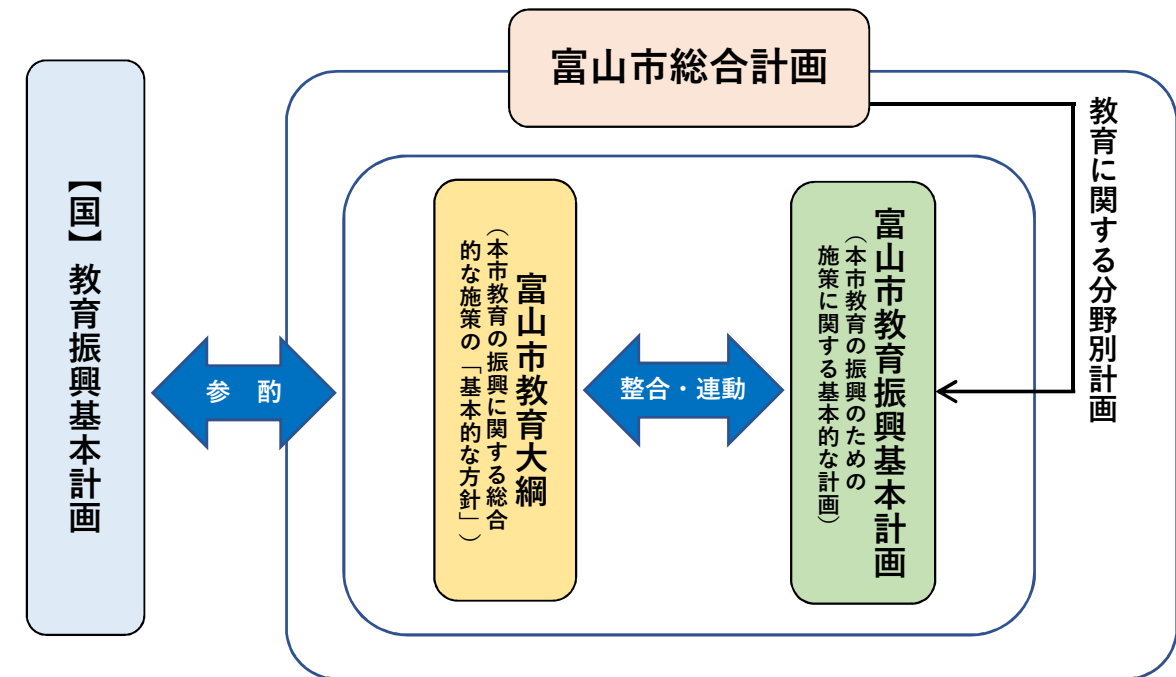 富山市総合計画
【国】教育振興基本計画
参 酌
富山市教育大綱
（本市教育の振興に関する総合
的な施策の「基本的な方針」）
整合・連動
富山市教育振興基本計画
（本市教育の振興のための
施策に関する基本的な計画）
教育に関する分野別計画